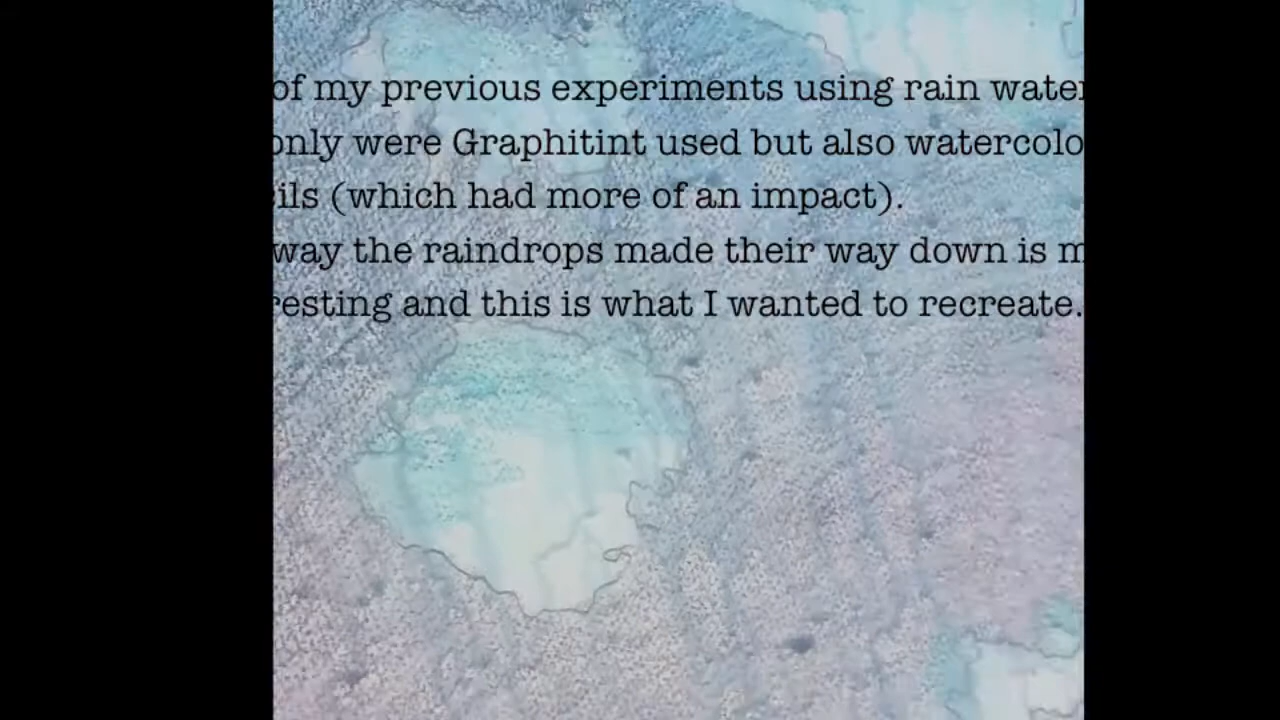 of my previous experiments using rain water
only were Graphitint used but also watercolo
ils (which had more of an impact).
way the raindrops made their way down is m
resting and this is what I wanted to recreate.